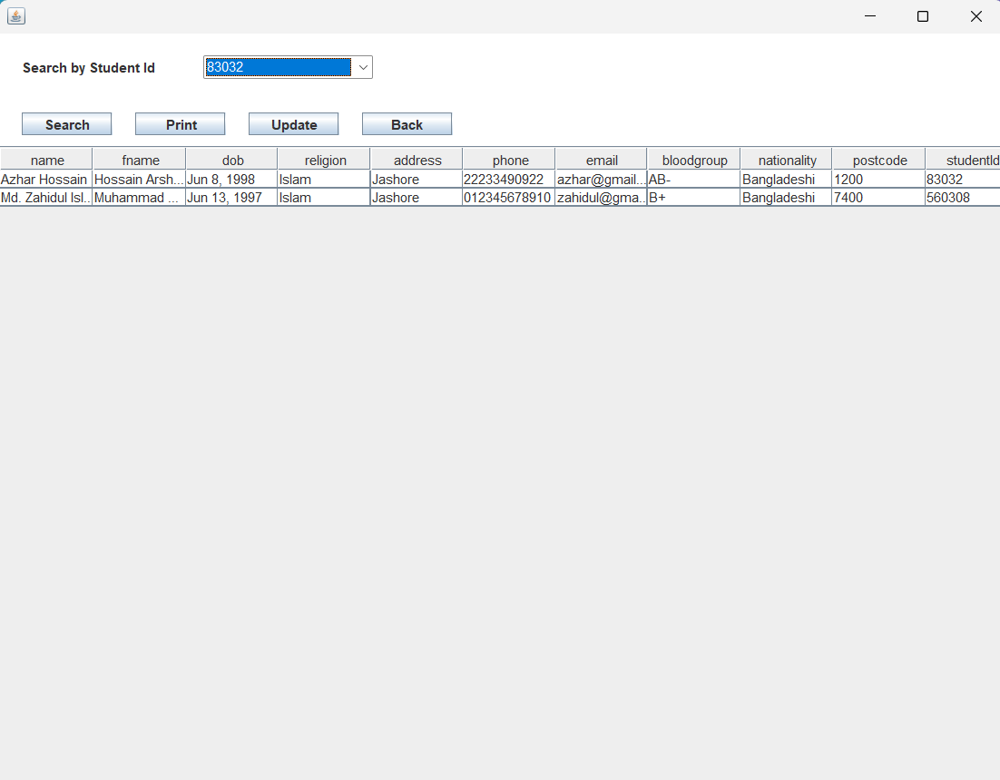 Search by Student Id 83032
Search Print Update Back
name fname dob religion address phone email bloodgroup nationality postcode studentId
Azhar Hossain Hossain Arsh... Jun 8, 1998 Islam Jashore 22233490922 azhar@gmail... AB- Bangladeshi 1200 83032
Md. Zahidul Isl... Muhammad ... Jun 13, 1997 Islam Jashore 012345678910 zahidul@gma... B+ Bangladeshi 7400 560308